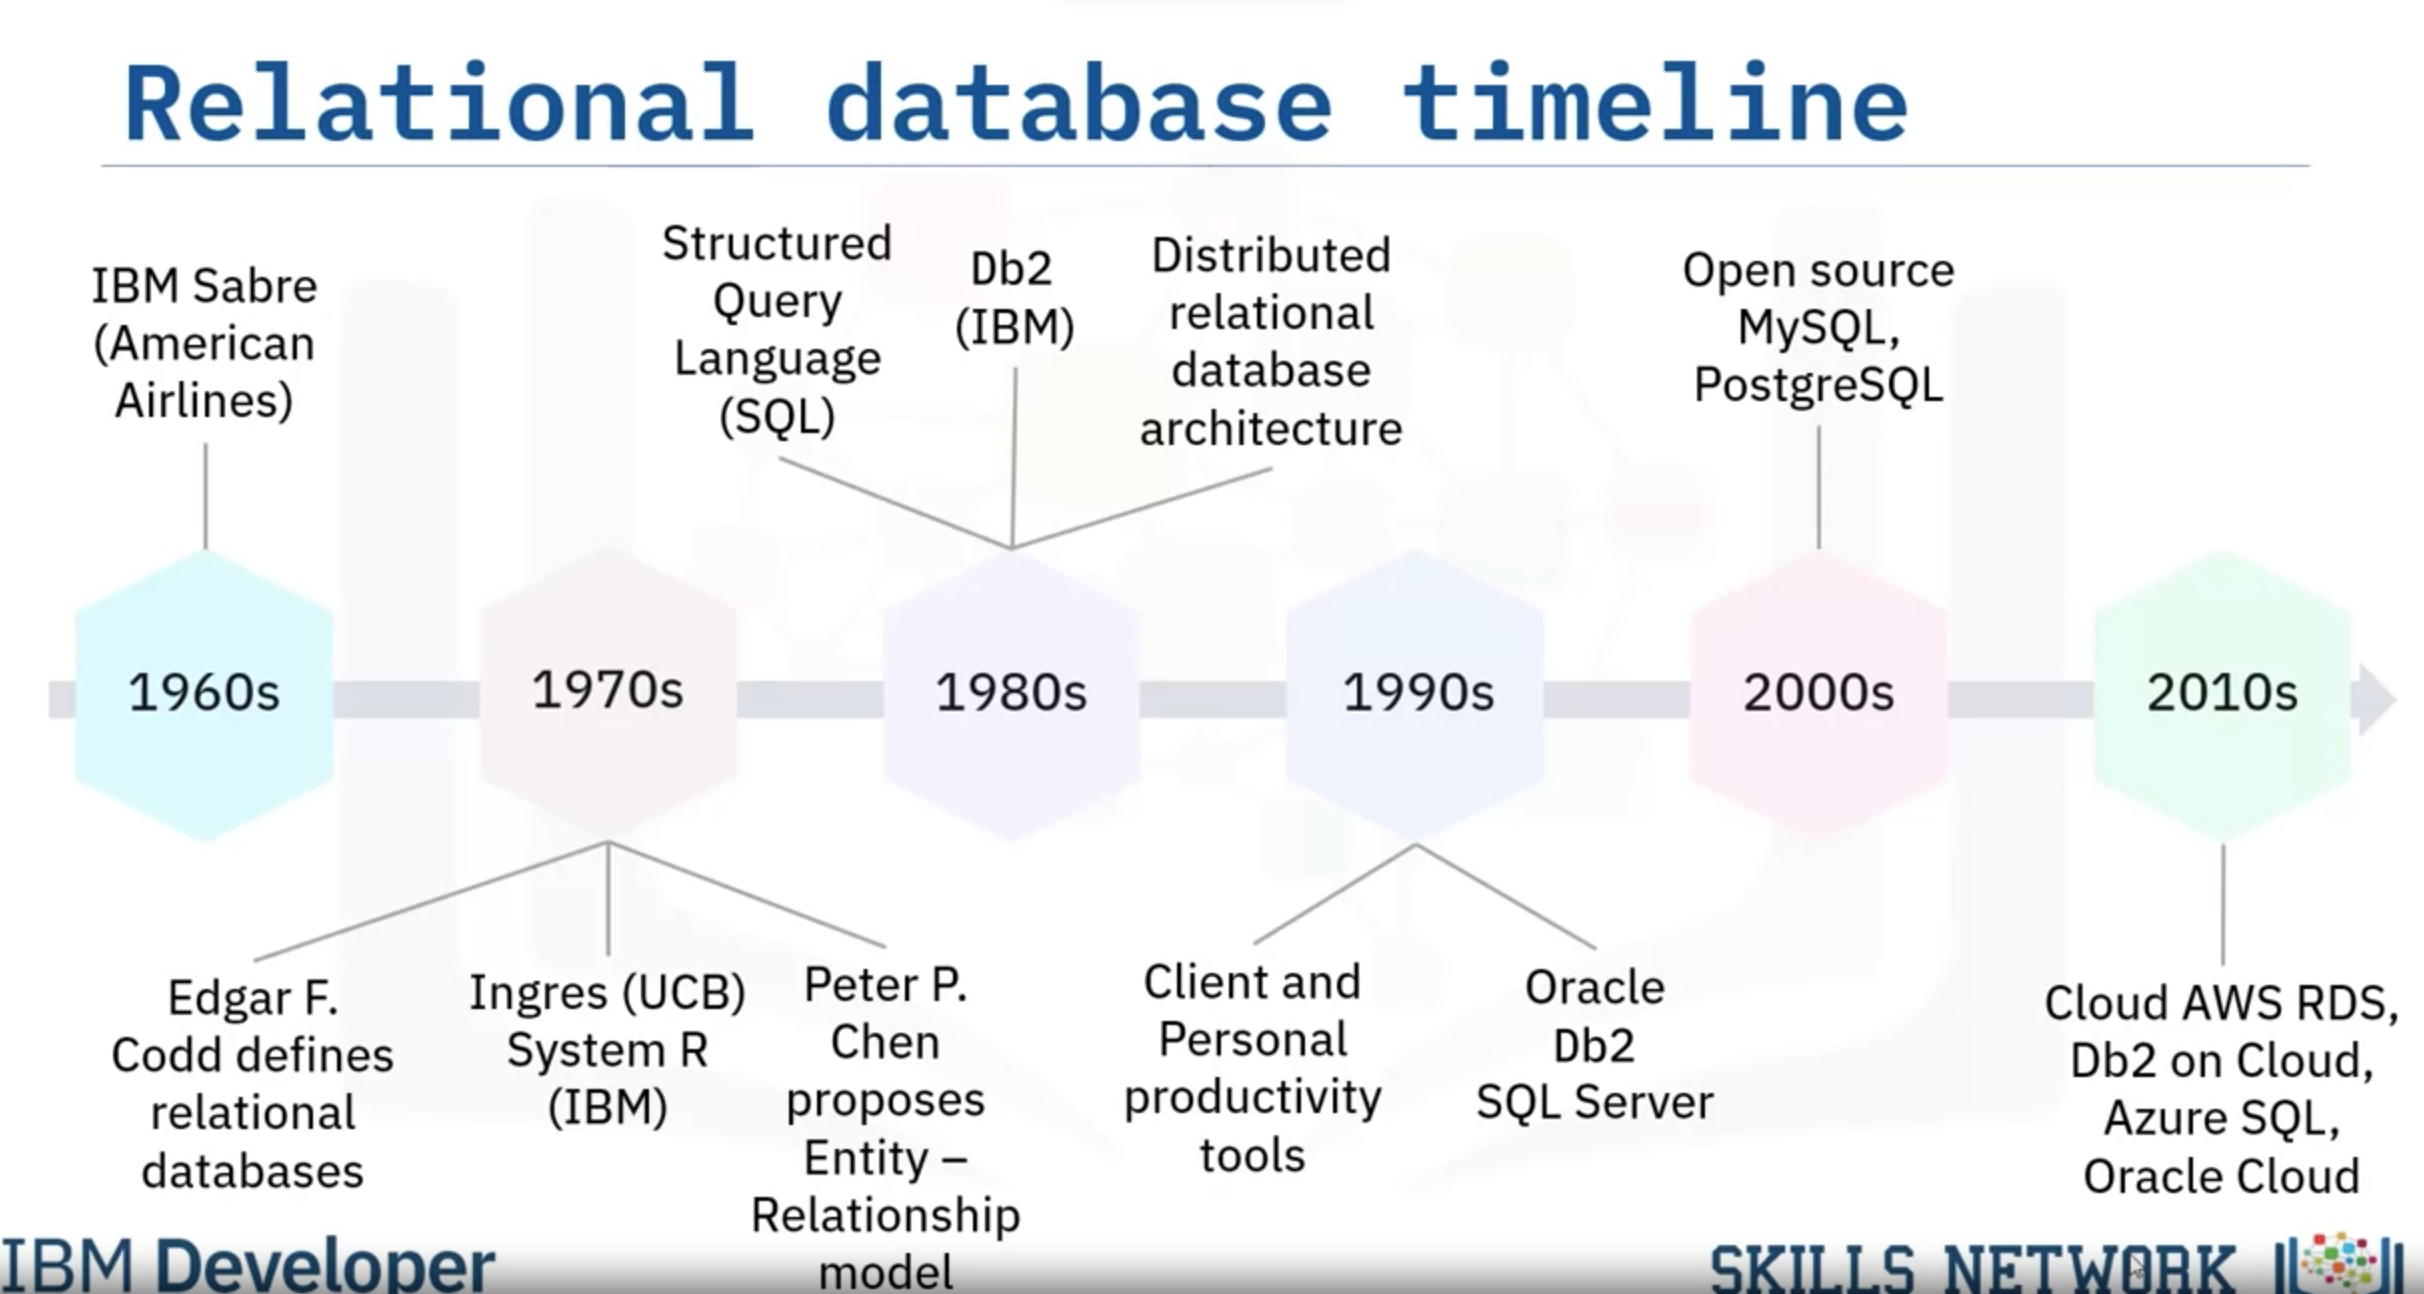 Relational database timeline
IBM Sabre
(American
Airlines)
Structured
Query
Language
(SQL)
Db2
(IBM)
Distributed
relational
database
architecture
Open source
MySQL,
PostgreSQL
1960s
1970s
1980s
1990s
2000s
2010s
Edgar F.
Codd defines
relational
databases
Ingres (UCB)
System R
(IBM)
Peter P.
Chen
proposes
Entity –
Relationship
model
Client and
Personal
productivity
tools
Oracle
Db2
SQL Server
Cloud AWS RDS,
Db2 on Cloud,
Azure SQL,
Oracle Cloud
IBM Developer
SKILLS NETWORK